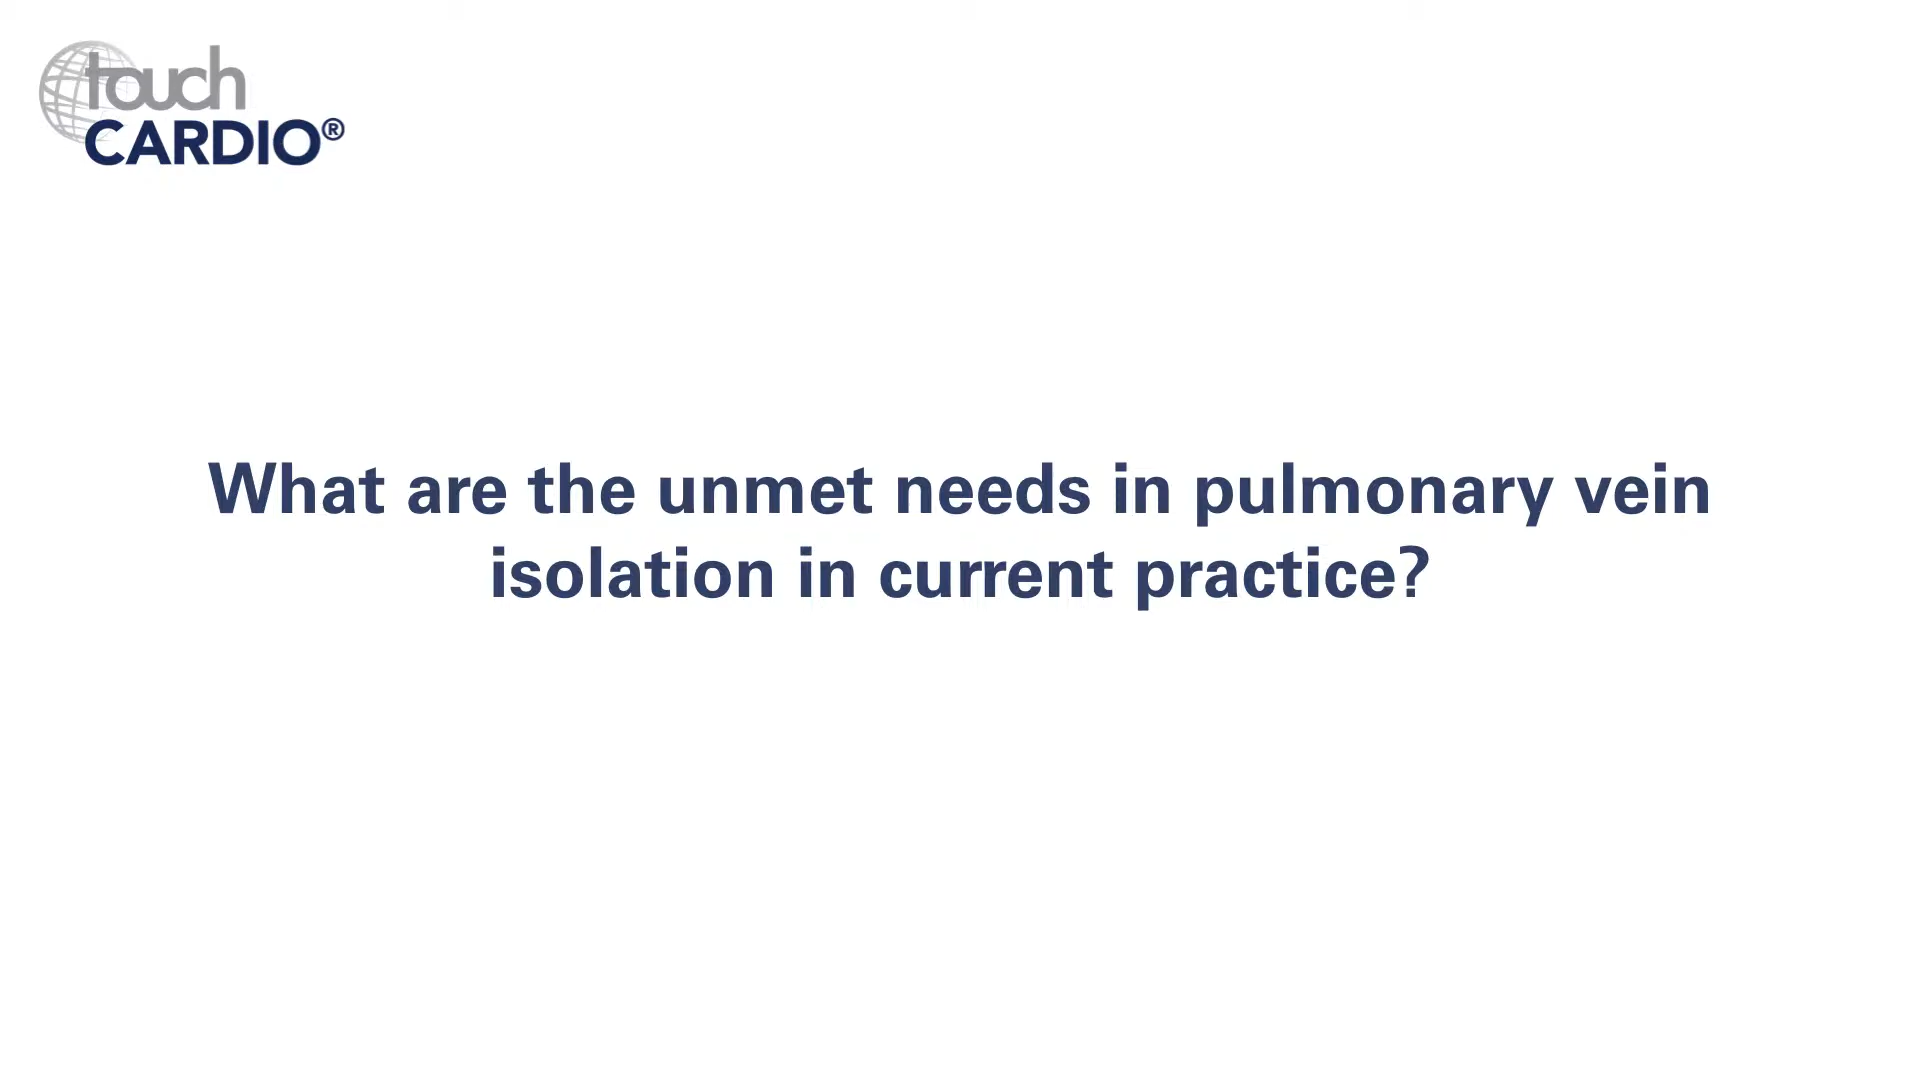 touch
CARDIO®
What are the unmet needs in pulmonary vein
isolation in current practice?